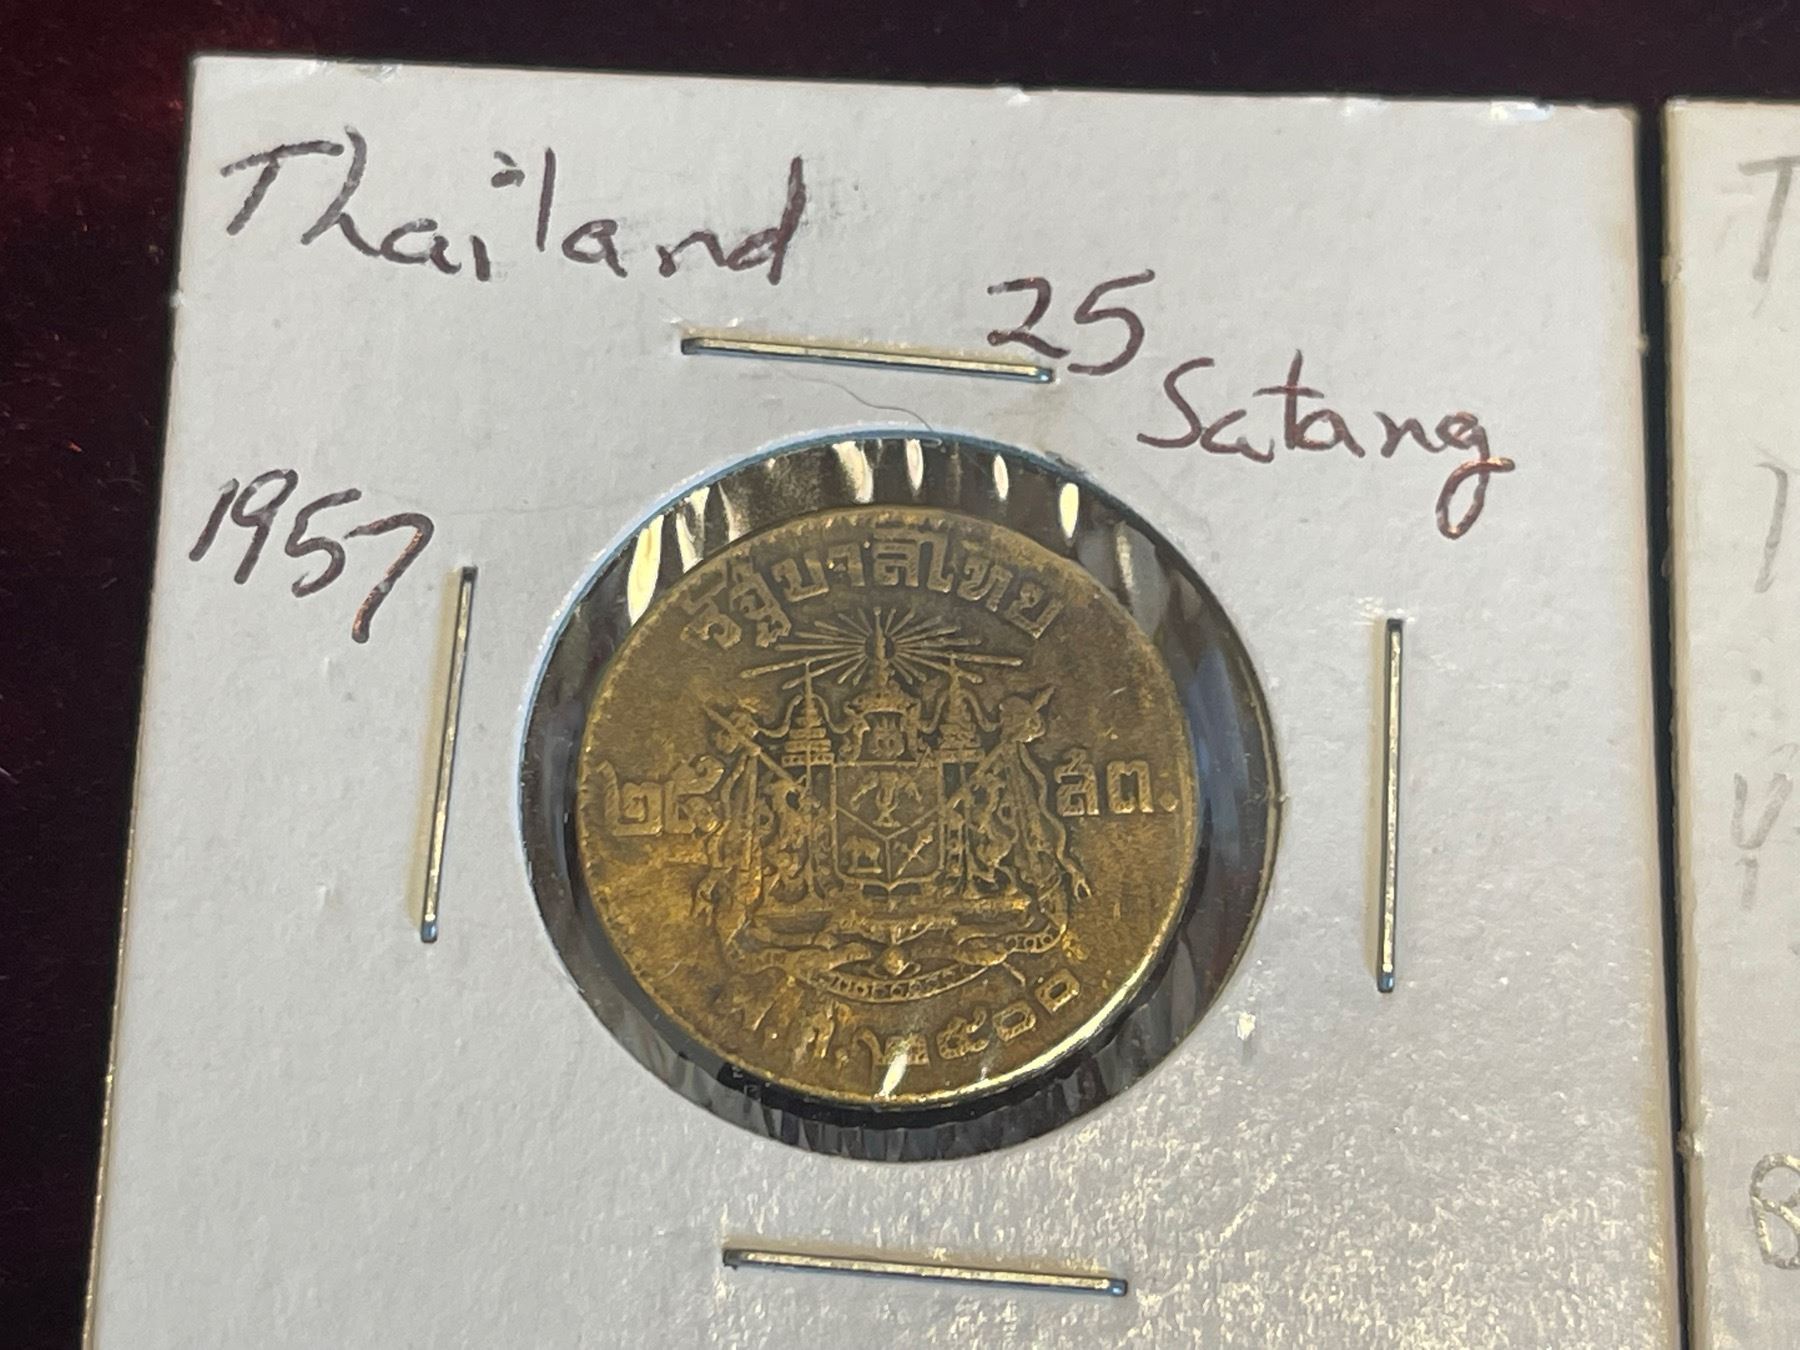 Thailand
25
Satang
1957
รัฐบาลไทย
๒๕
สต.
พ.ศ.๒๕๐๐